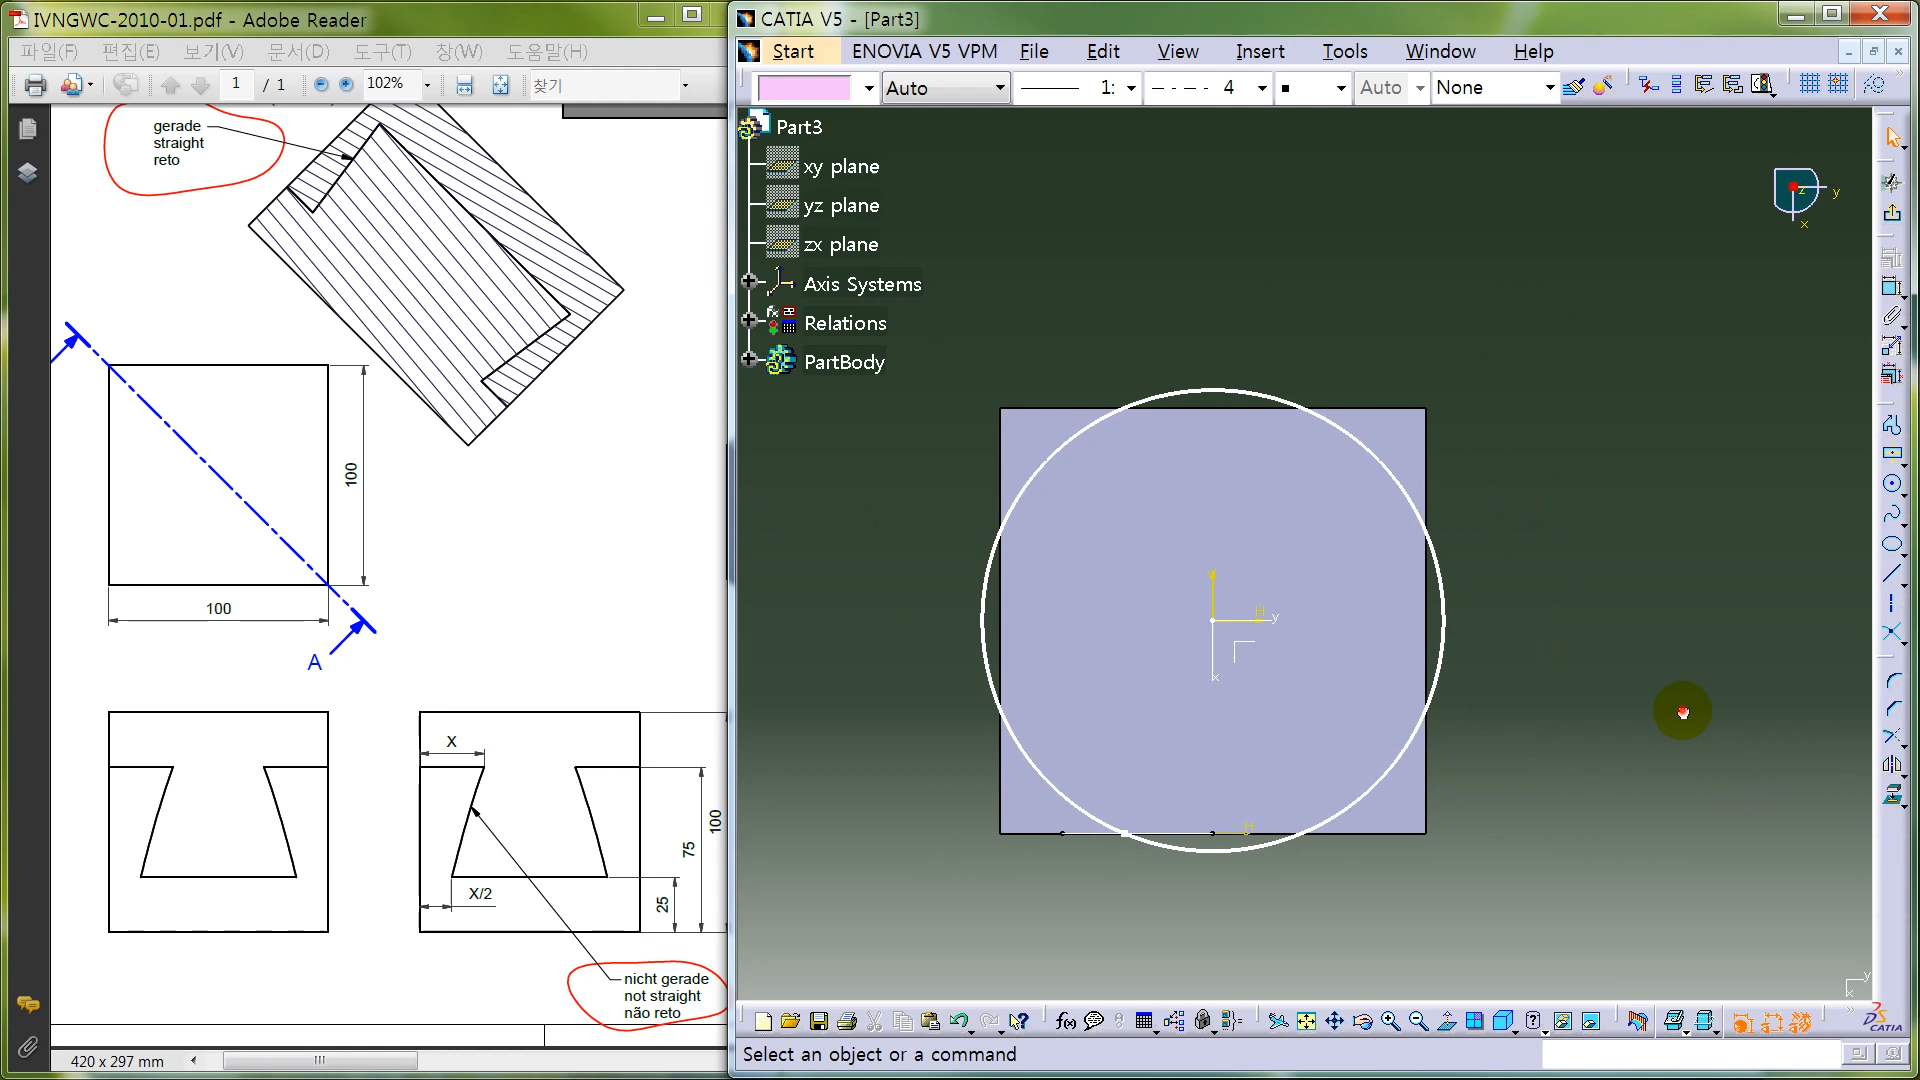 IVNGWC-2010-01.pdf - Adobe Reader
파일(F) 편집(E) 보기(V) 문서(D) 도구(T) 창(W) 도움말(H)
1 / 1 102% 찾기
gerade
straight
reto
100
100
A
X
X/2
25
75
100
nicht gerade
not straight
não reto
420 x 297 mm
CATIA V5 - [Part3]
Start ENOVIA V5 VPM File Edit View Insert Tools Window Help
Auto 1: 4 Auto None
Part3
xy plane
yz plane
zx plane
Axis Systems
Relations
PartBody
z
y
x
V
H
y
x
H
y
x
CATIA
Select an object or a command